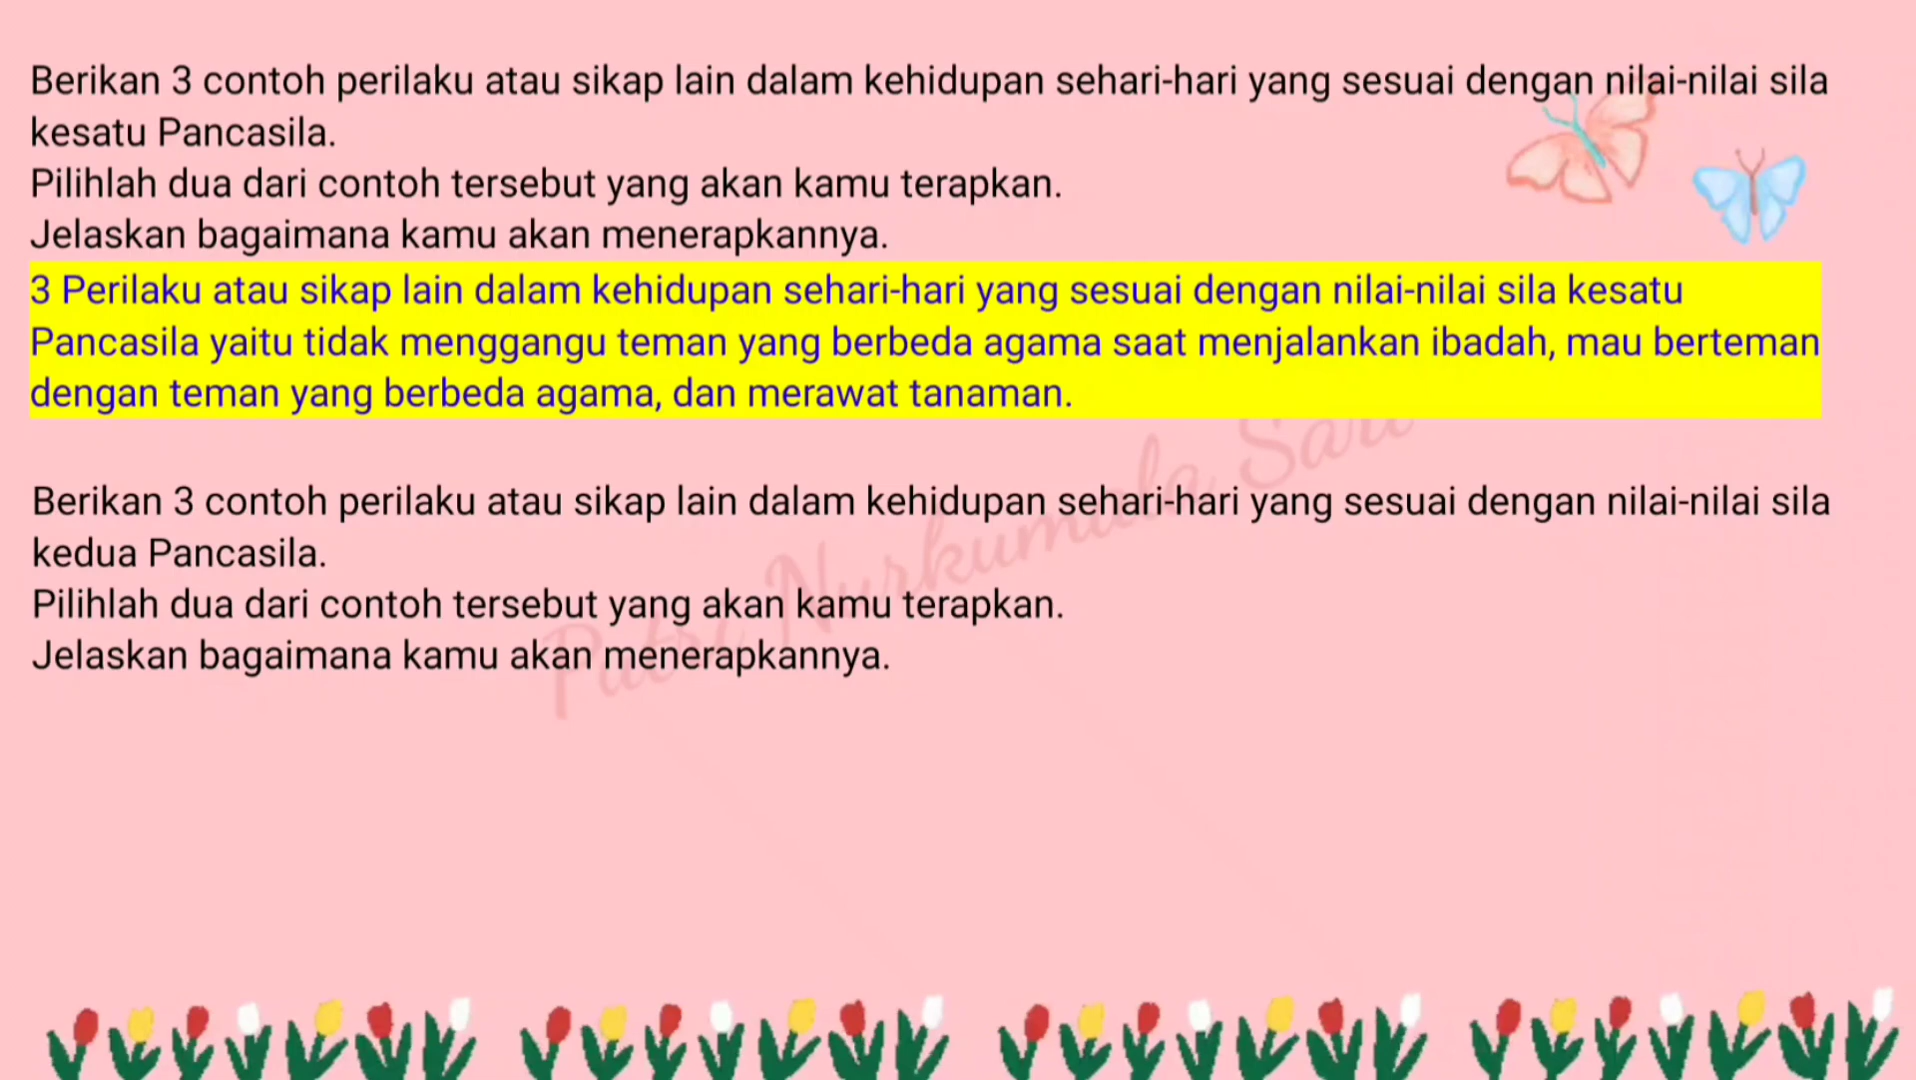 Berikan 3 contoh perilaku atau sikap lain dalam kehidupan sehari-hari yang sesuai dengan nilai-nilai sila
kesatu Pancasila.
Pilihlah dua dari contoh tersebut yang akan kamu terapkan.
Jelaskan bagaimana kamu akan menerapkannya.
3 Perilaku atau sikap lain dalam kehidupan sehari-hari yang sesuai dengan nilai-nilai sila kesatu
Pancasila yaitu tidak menggangu teman yang berbeda agama saat menjalankan ibadah, mau berteman
dengan teman yang berbeda agama, dan merawat tanaman.
Berikan 3 contoh perilaku atau sikap lain dalam kehidupan sehari-hari yang sesuai dengan nilai-nilai sila
kedua Pancasila.
Pilihlah dua dari contoh tersebut yang akan kamu terapkan.
Jelaskan bagaimana kamu akan menerapkannya.
Nurkumala Sari